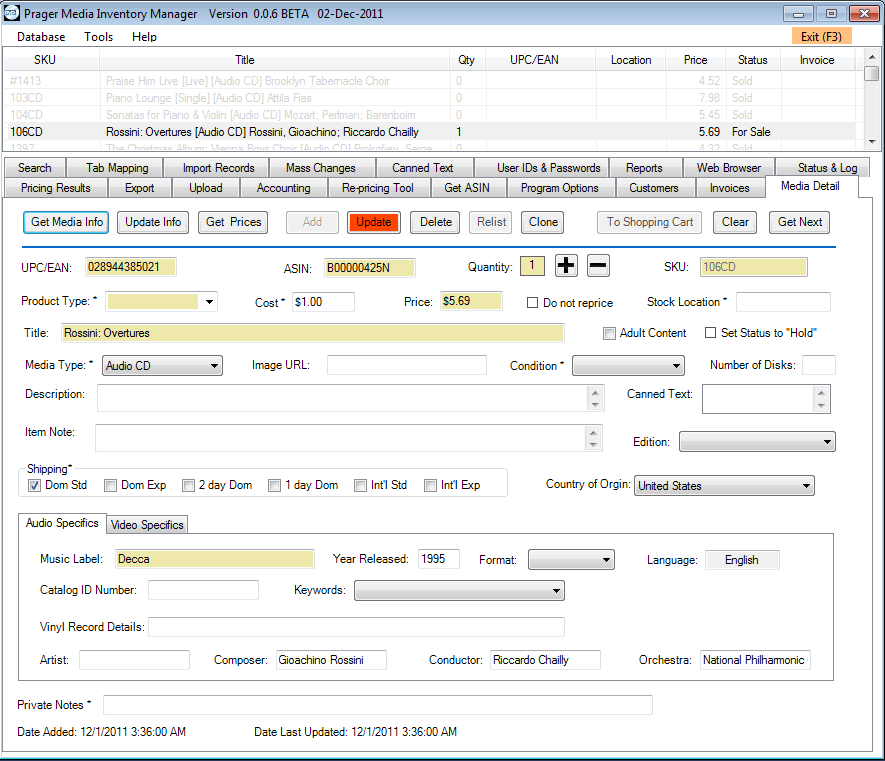 Prager Media Inventory Manager Version 0.0.6 BETA 02-Dec-2011
Database Tools Help Exit (F3)
SKU Title Qty UPC/EAN Location Price Status Invoice
#1413 Praise Him Live [Live] [Audio CD] Brooklyn Tabernacle Choir 0 4.52 Sold
103CD Piano Lounge [Single] [Audio CD] Attila Fias 0 7.98 Sold
104CD Sonatas for Piano & Violin [Audio CD] Mozart; Perlman; Barenboim 0 5.45 Sold
106CD Rossini: Overtures [Audio CD] Rossini, Gioachino; Riccardo Chailly 1 5.69 For Sale
1397 The Christmas Album: Vienna Boys Choir [Audio CD] Prokofiev, Serge 0 4.32 Sold
Search Tab Mapping Import Records Mass Changes Canned Text User IDs & Passwords Reports Web Browser Status & Log
Pricing Results Export Upload Accounting Re-pricing Tool Get ASIN Program Options Customers Invoices Media Detail
Get Media Info Update Info Get Prices Add Update Delete Relist Clone To Shopping Cart Clear Get Next
UPC/EAN: 028944385021 ASIN: B00000425N Quantity: 1 SKU: 106CD
Product Type: * Cost * $1.00 Price: $5.69 Do not reprice Stock Location *
Title: Rossini: Overtures Adult Content Set Status to "Hold"
Media Type: * Audio CD Image URL: Condition * Number of Disks:
Description: Canned Text:
Item Note: Edition:
Shipping*
Dom Std Dom Exp 2 day Dom 1 day Dom Int'l Std Int'l Exp Country of Orgin: United States
Audio Specifics Video Specifics
Music Label: Decca Year Released: 1995 Format: Language: English
Catalog ID Number: Keywords:
Vinyl Record Details:
Artist: Composer: Gioachino Rossini Conductor: Riccardo Chailly Orchestra: National Philharmonic
Private Notes *
Date Added: 12/1/2011 3:36:00 AM Date Last Updated: 12/1/2011 3:36:00 AM